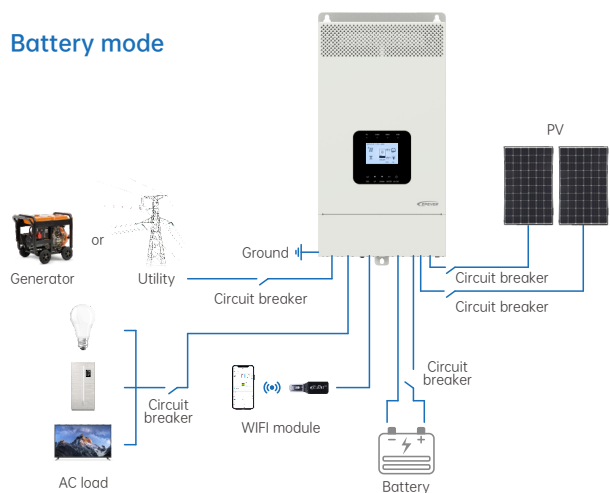 Battery mode
PV
EPEVER
or
Ground
Generator
Utility
Circuit breaker
Circuit breaker
Circuit breaker
Circuit
breaker
Circuit
breaker
WIFI module
AC load
Battery